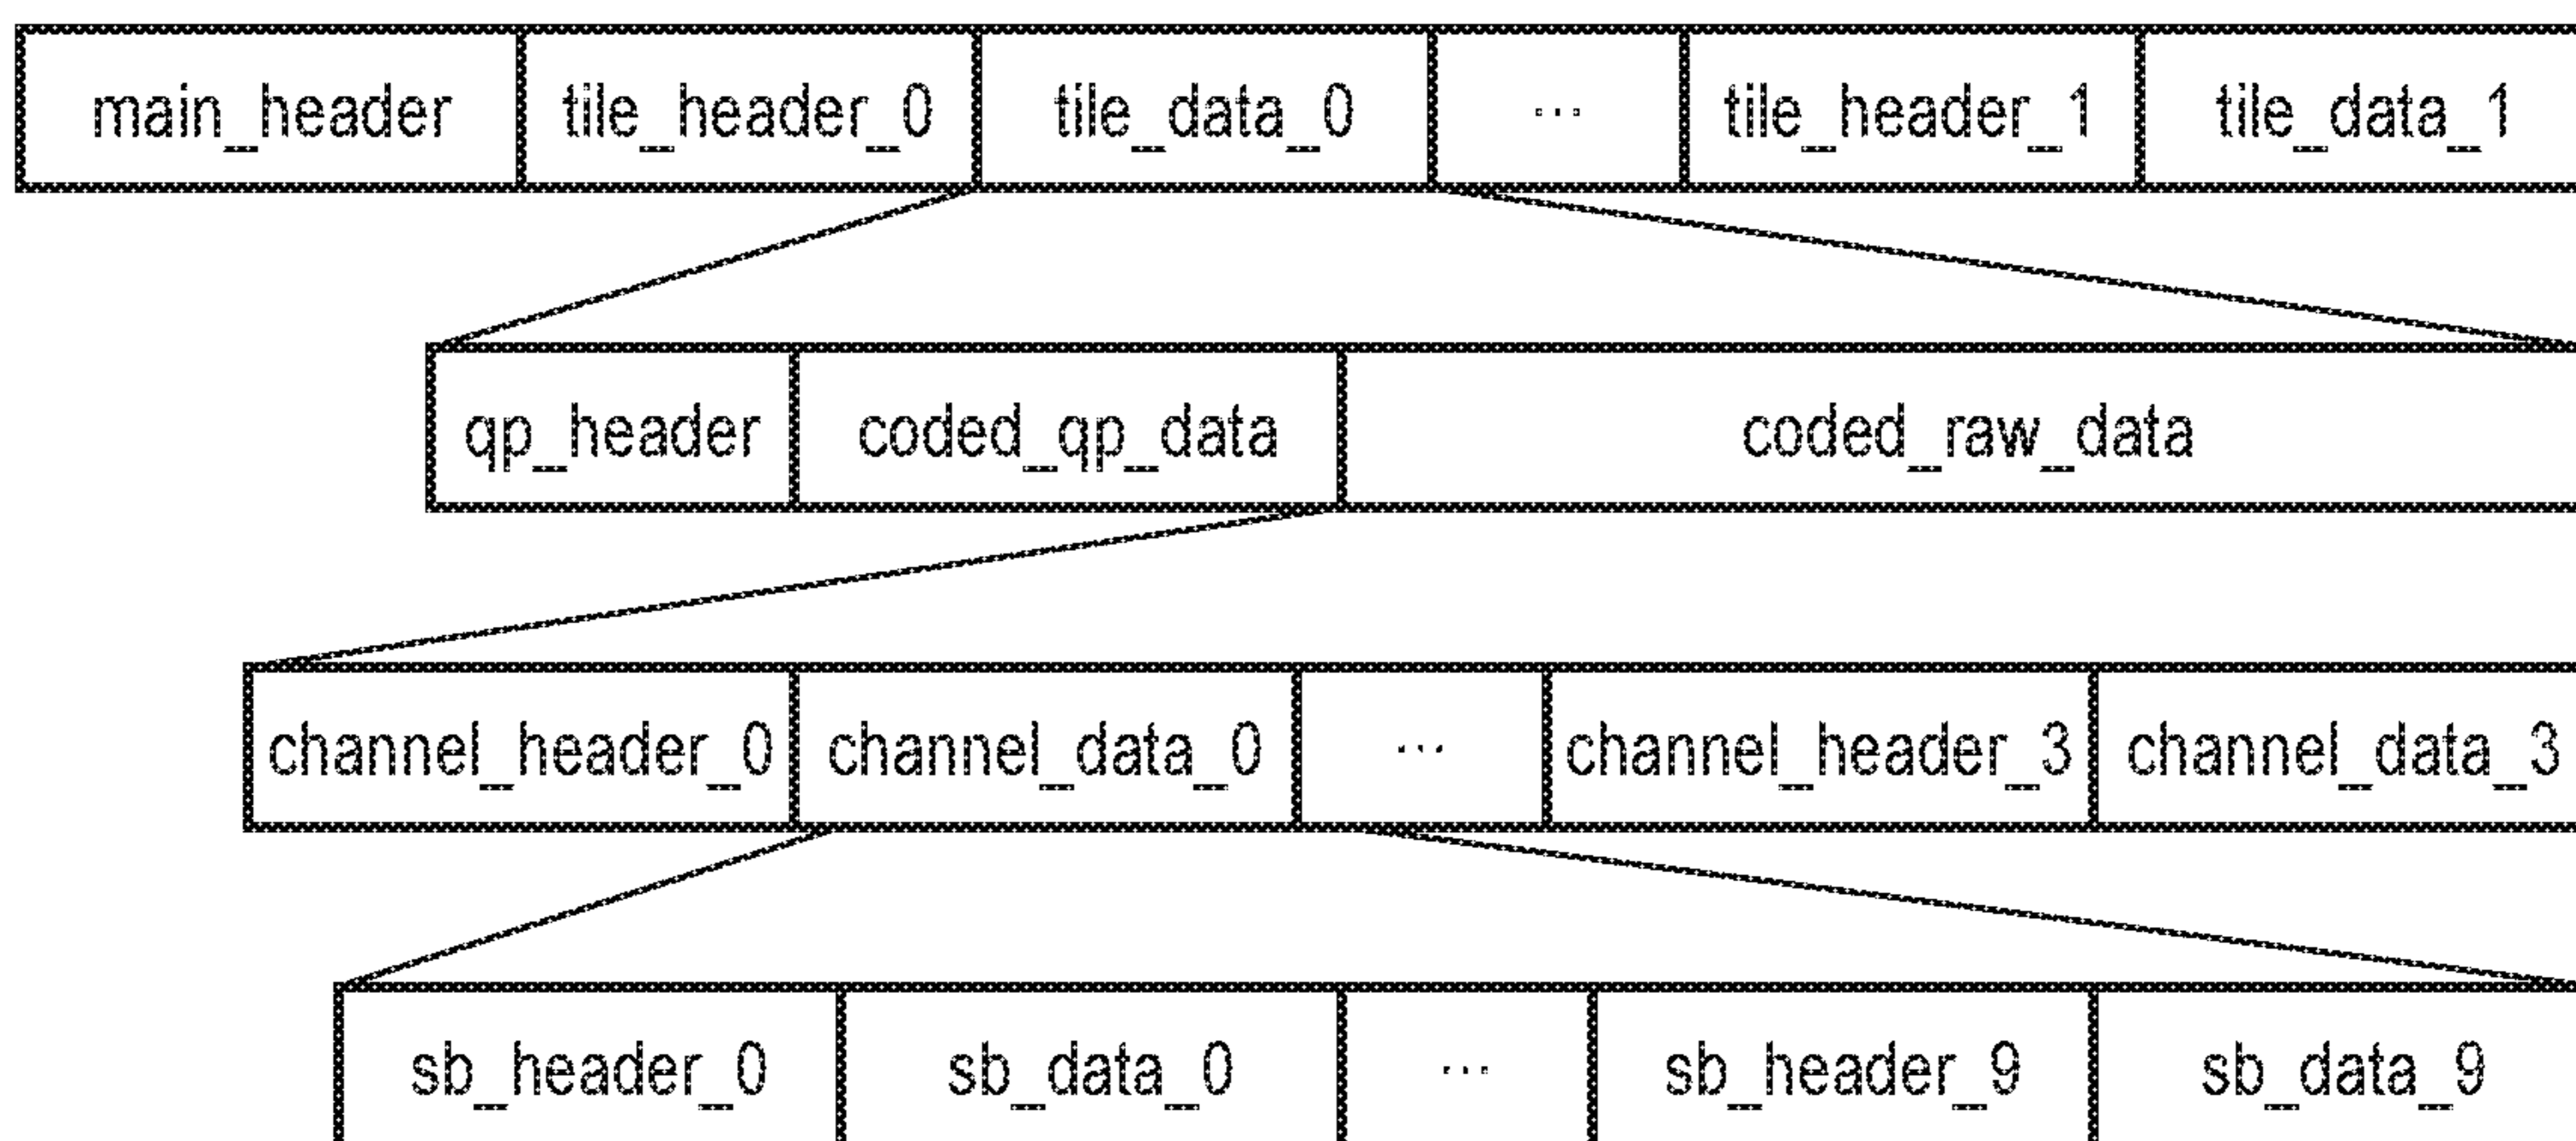 main_header tile_header_0 tile_data_0 ... tile_header_1 tile_data_1
qp_header coded_qp_data coded_raw_data
channel_header_0 channel_data_0 ... channel_header_3 channel_data_3
sb_header_0 sb_data_0 ... sb_header_9 sb_data_9